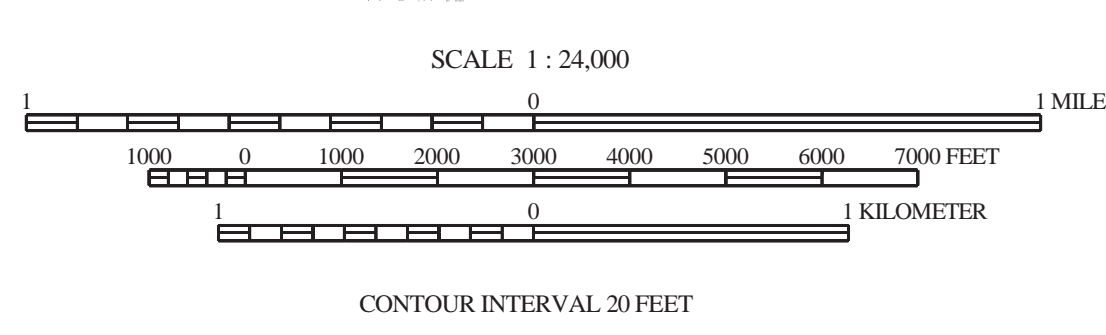 SCALE 1 : 24,000
1 0 1 MILE
1000 0 1000 2000 3000 4000 5000 6000 7000 FEET
1 0 1 KILOMETER
CONTOUR INTERVAL 20 FEET